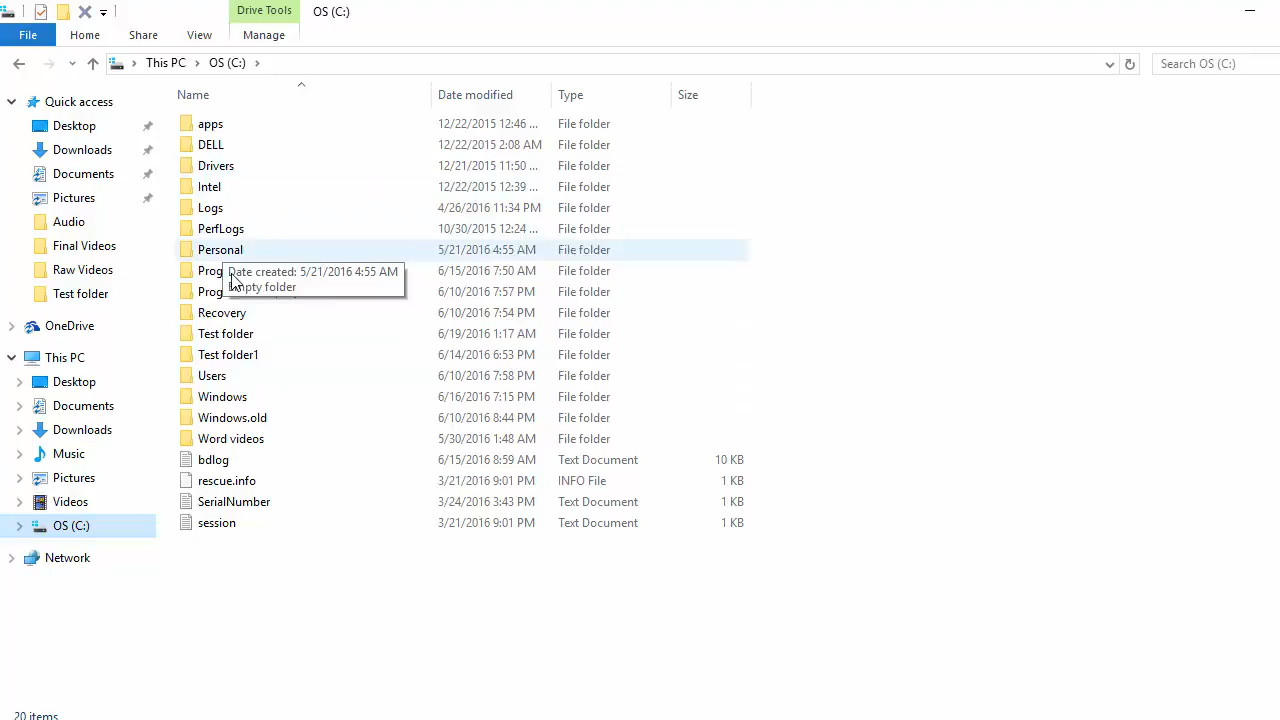 Drive Tools OS (C:)
File Home Share View Manage
This PC OS (C:) Search OS (C:)
Name Date modified Type Size
Quick access
Desktop
Downloads
Documents
Pictures
Audio
Final Videos
Raw Videos
Test folder
OneDrive
This PC
Desktop
Documents
Downloads
Music
Pictures
Videos
OS (C:)
Network
apps 12/22/2015 12:46 ... File folder
DELL 12/22/2015 2:08 AM File folder
Drivers 12/21/2015 11:50 ... File folder
Intel 12/22/2015 12:39 ... File folder
Logs 4/26/2016 11:34 PM File folder
PerfLogs 10/30/2015 12:24 ... File folder
Personal 5/21/2016 4:55 AM File folder
Prog 6/15/2016 7:50 AM File folder
Date created: 5/21/2016 4:55 AM
folder
Prog 6/10/2016 7:57 PM File folder
Recovery 6/10/2016 7:54 PM File folder
Test folder 6/19/2016 1:17 AM File folder
Test folder1 6/14/2016 6:53 PM File folder
Users 6/10/2016 7:58 PM File folder
Windows 6/16/2016 7:15 PM File folder
Windows.old 6/10/2016 8:44 PM File folder
Word videos 5/30/2016 1:48 AM File folder
bdlog 6/15/2016 8:59 AM Text Document 10 KB
rescue.info 3/21/2016 9:01 PM INFO File 1 KB
SerialNumber 3/24/2016 3:43 PM Text Document 1 KB
session 3/21/2016 9:01 PM Text Document 1 KB
20 items